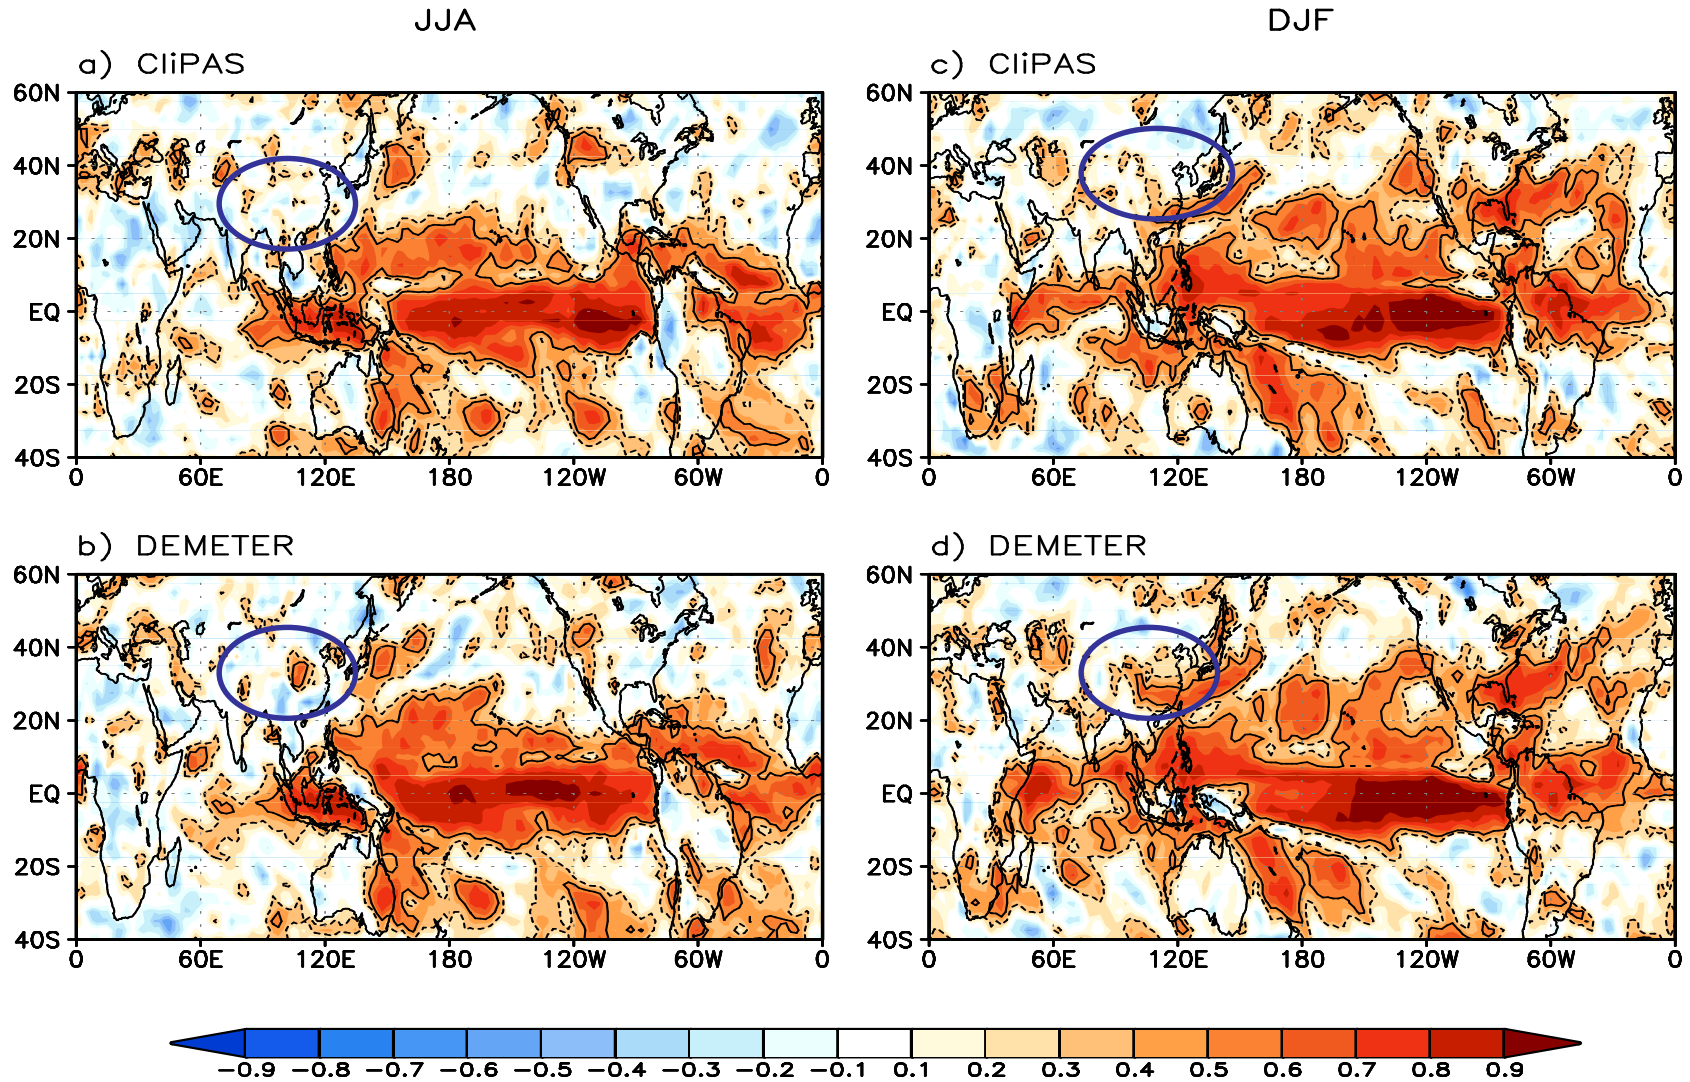 JJA
DJF
a) CliPAS
c) CliPAS
60N
40N
20N
EQ
20S
40S
0 60E 120E 180 120W 60W 0
60N
40N
20N
EQ
20S
40S
0 60E 120E 180 120W 60W 0
b) DEMETER
d) DEMETER
60N
40N
20N
EQ
20S
40S
0 60E 120E 180 120W 60W 0
60N
40N
20N
EQ
20S
40S
0 60E 120E 180 120W 60W 0
−0.9 −0.8 −0.7 −0.6 −0.5 −0.4 −0.3 −0.2 −0.1 0.1 0.2 0.3 0.4 0.5 0.6 0.7 0.8 0.9